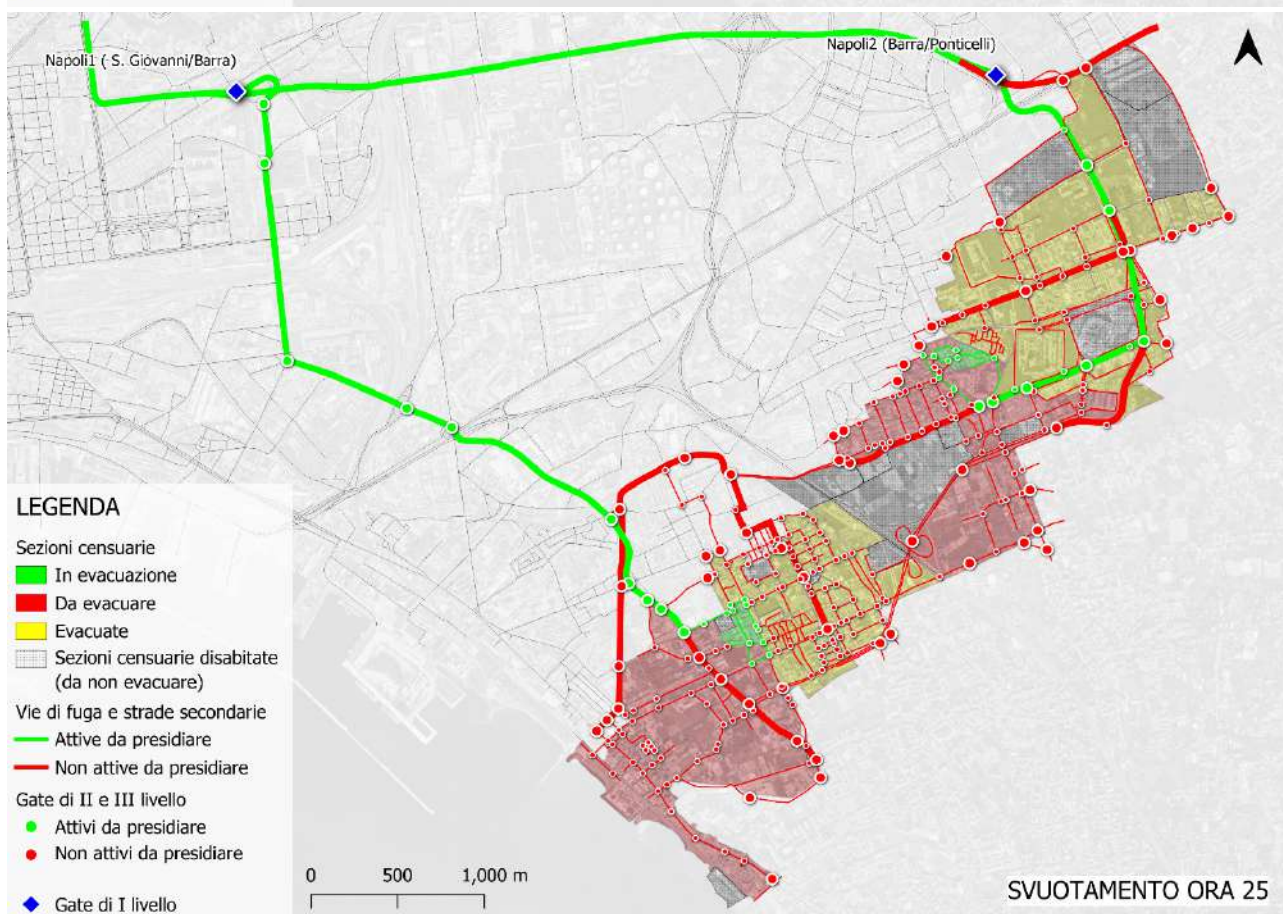 Napoli1 ( S. Giovanni/Barra)
Napoli2 (Barra/Ponticelli)
LEGENDA
Sezioni censuarie
In evacuazione
Da evacuare
Evacuate
Sezioni censuarie disabitate
(da non evacuare)
Vie di fuga e strade secondarie
Attive da presidiare
Non attive da presidiare
Gate di II e III livello
Attivi da presidiare
Non attivi da presidiare
Gate di I livello
0 500 1,000 m
SVUOTAMENTO ORA 25